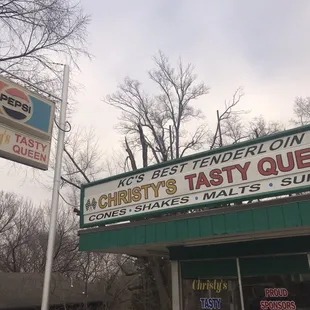 PEPSI
TASTY
QUEEN
KC'S BEST TENDERLOIN
CHRISTY'S TASTY QUE
CONES • SHAKES • MALTS • SU
Christy's
TASTY
PROUD
SPONSORS